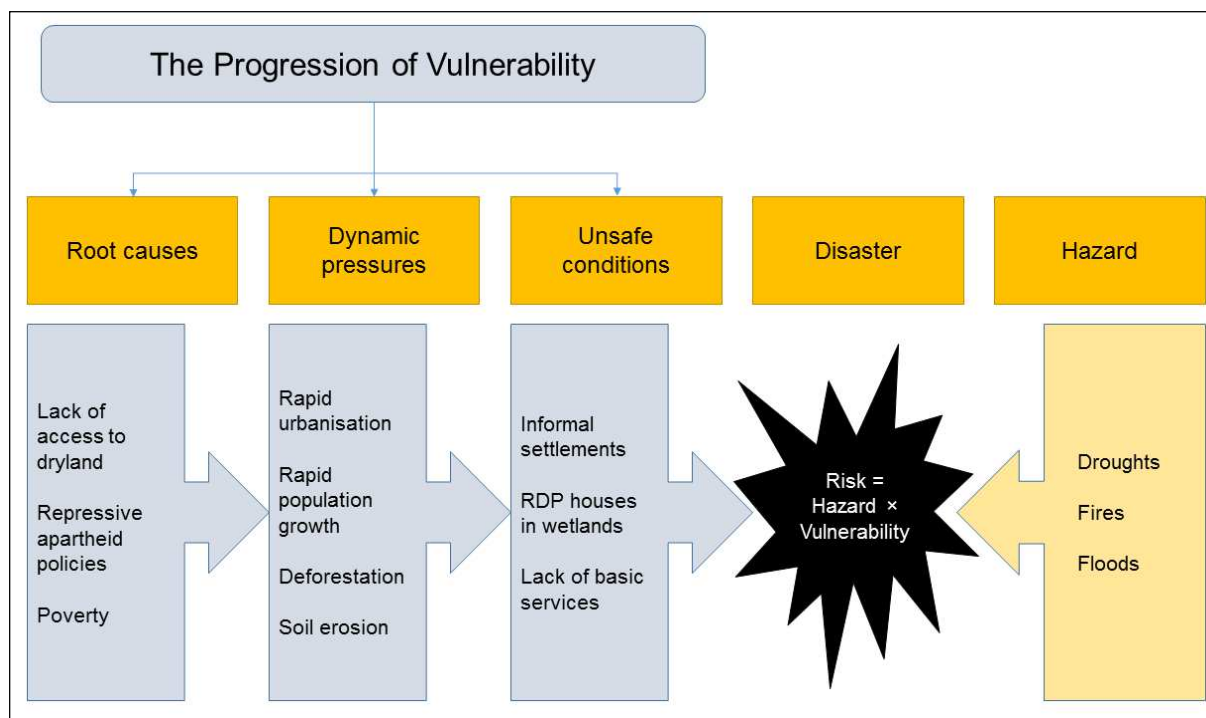 The Progression of Vulnerability
Root causes
Dynamic
pressures
Unsafe
conditions
Disaster
Hazard
Lack of
access to
dryland
Repressive
apartheid
policies
Poverty
Rapid
urbanisation
Rapid
population
growth
Deforestation
Soil erosion
Informal
settlements
RDP houses
in wetlands
Lack of basic
services
Risk =
Hazard ×
Vulnerability
Droughts
Fires
Floods